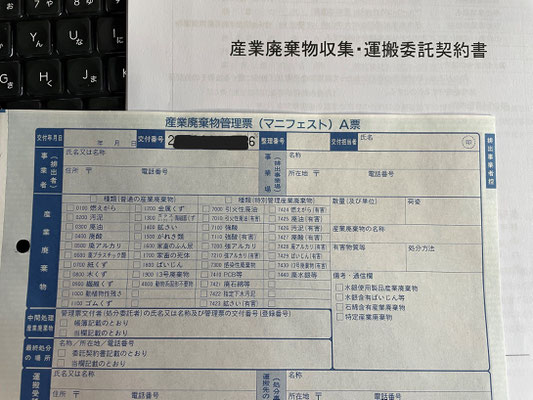 産業廃棄物収集・運搬委託契約書
産業廃棄物管理票（マニフェスト）A票
交付年月日 年 月 日 交付番号 2 6 整理番号 交付担当者 氏名 印
事業者（排出者） 氏名又は名称
住所 〒 電話番号
事業場（排出事業場） 名称
所在地 〒 電話番号
排出事業者控
産業廃棄物
種類（普通の産業廃棄物） 種類（特別管理産業廃棄物） 数量（及び単位） 荷姿
0100 燃えがら 1200 金属くず 7000 引火性廃油 7424 燃えがら（有害）
0200 汚泥 7010 引火性廃油（有害） 7425 廃油（有害）
0300 廃油 1400 鉱さい 7100 強酸 7426 汚泥（有害） 産業廃棄物の名称
0400 廃酸 1500 がれき類 7110 強酸（有害） 7427 廃酸（有害）
0500 廃アルカリ 1600 家畜のふん尿 7200 強アルカリ 7428 廃アルカリ（有害） 有害物質等 処分方法
0600 廃プラスチック類 1700 家畜の死体 7210 強アルカリ（有害） 7429 ばいじん（有害）
0700 紙くず 1800 ばいじん 7300 感染性廃棄物 7430 13号廃棄物（有害） 備考・通信欄
0800 木くず 1900 13号廃棄物 7410 PCB等 7440 廃水銀等
0900 繊維くず 4000 動物系固形不要物 7421 廃石綿等
1000 動植物性残さ 7422 指定下水汚泥
1100 ゴムくず 7423 鉱さい（有害）
水銀使用製品産業廃棄物
水銀含有ばいじん等
石綿含有産業廃棄物
特定産業廃棄物
中間処理産業廃棄物 管理票交付者（処分委託者）の氏名又は名称及び管理票の交付番号（登録番号）
帳簿記載のとおり
当欄記載のとおり
最終処分の場所 名称／所在地／電話番号
委託契約書記載のとおり
当欄記載のとおり
氏名又は名称 名称
住所 〒 電話番号 所在地 〒 電話番号